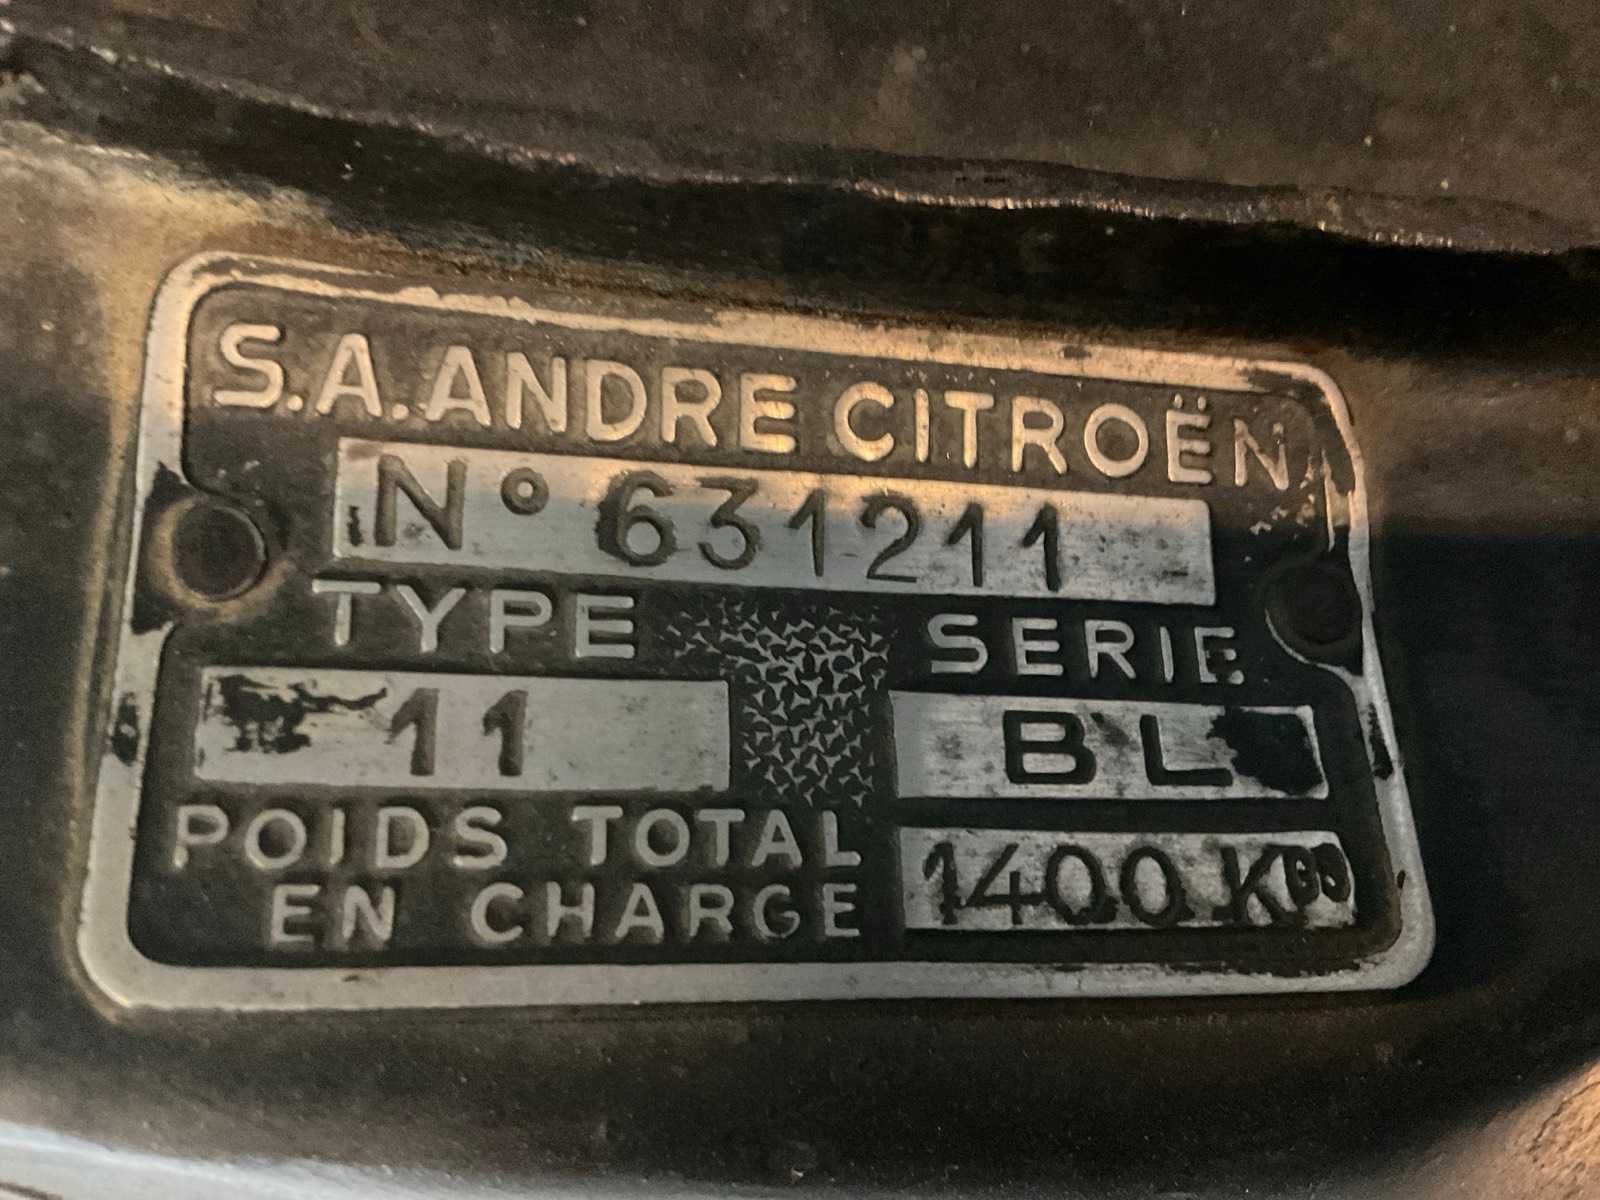 S.A. ANDRE CITROËN
N° 631211
TYPE SERIE
11 BL
POIDS TOTAL
EN CHARGE 1400 KGS